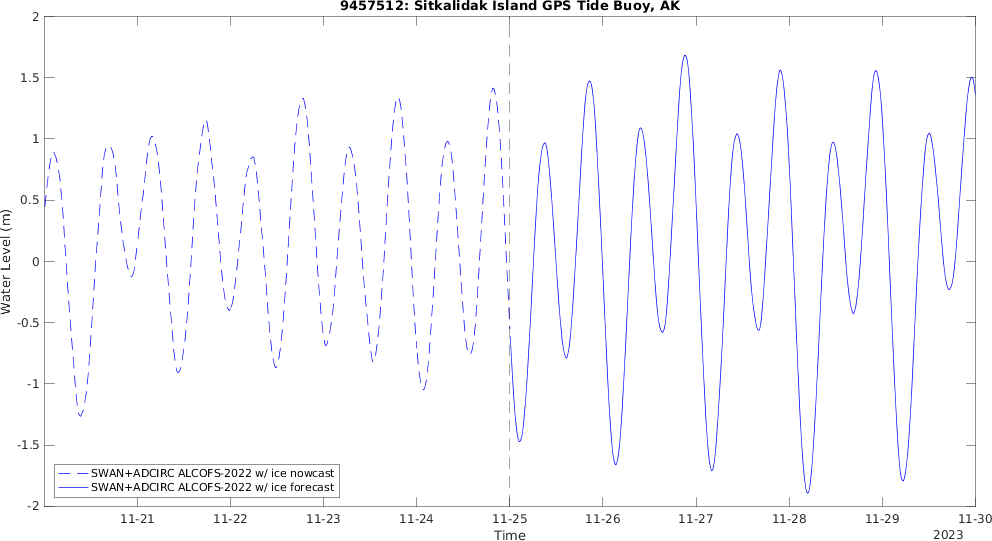 9457512: Sitkalidak Island GPS Tide Buoy, AK
2
1.5
1
0.5
0
-0.5
-1
-1.5
-2
Water Level (m)
SWAN+ADCIRC ALCOFS-2022 w/ ice nowcast
SWAN+ADCIRC ALCOFS-2022 w/ ice forecast
11-21 11-22 11-23 11-24 11-25 11-26 11-27 11-28 11-29 11-30
Time
2023